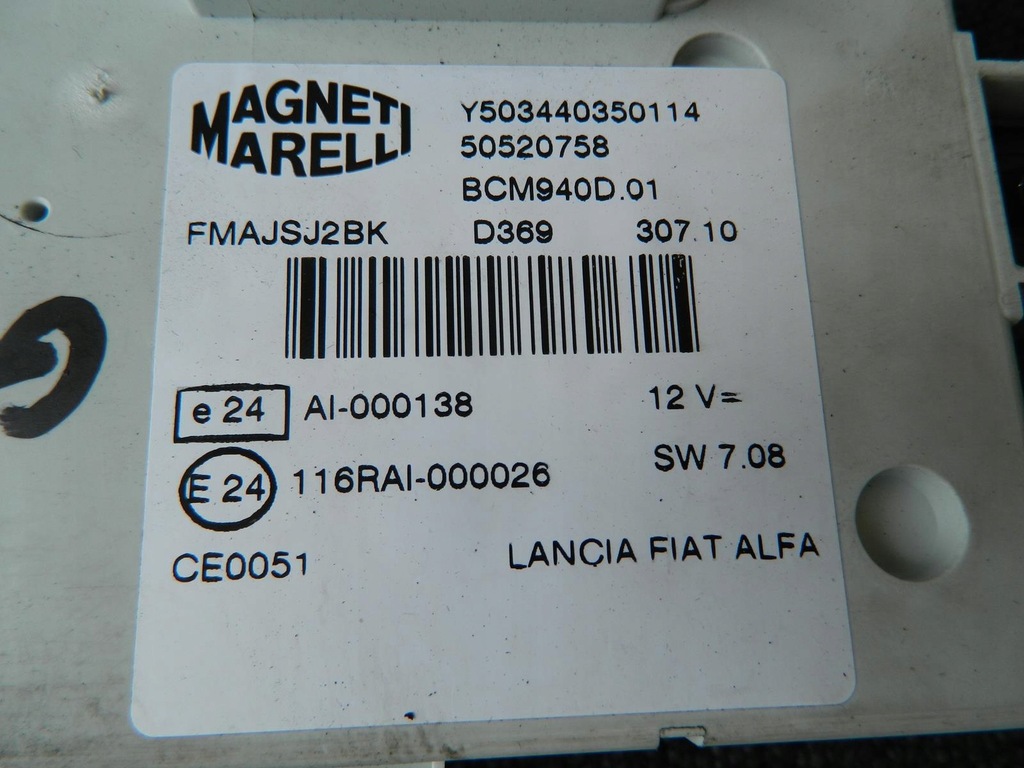 MAGNETI
MARELLI
Y503440350114
50520758
BCM940D.01
FMAJSJ2BK D369 307.10
e 24 AI-000138 12 V=
E 24 116RAI-000026 SW 7.08
CE0051 LANCIA FIAT ALFA